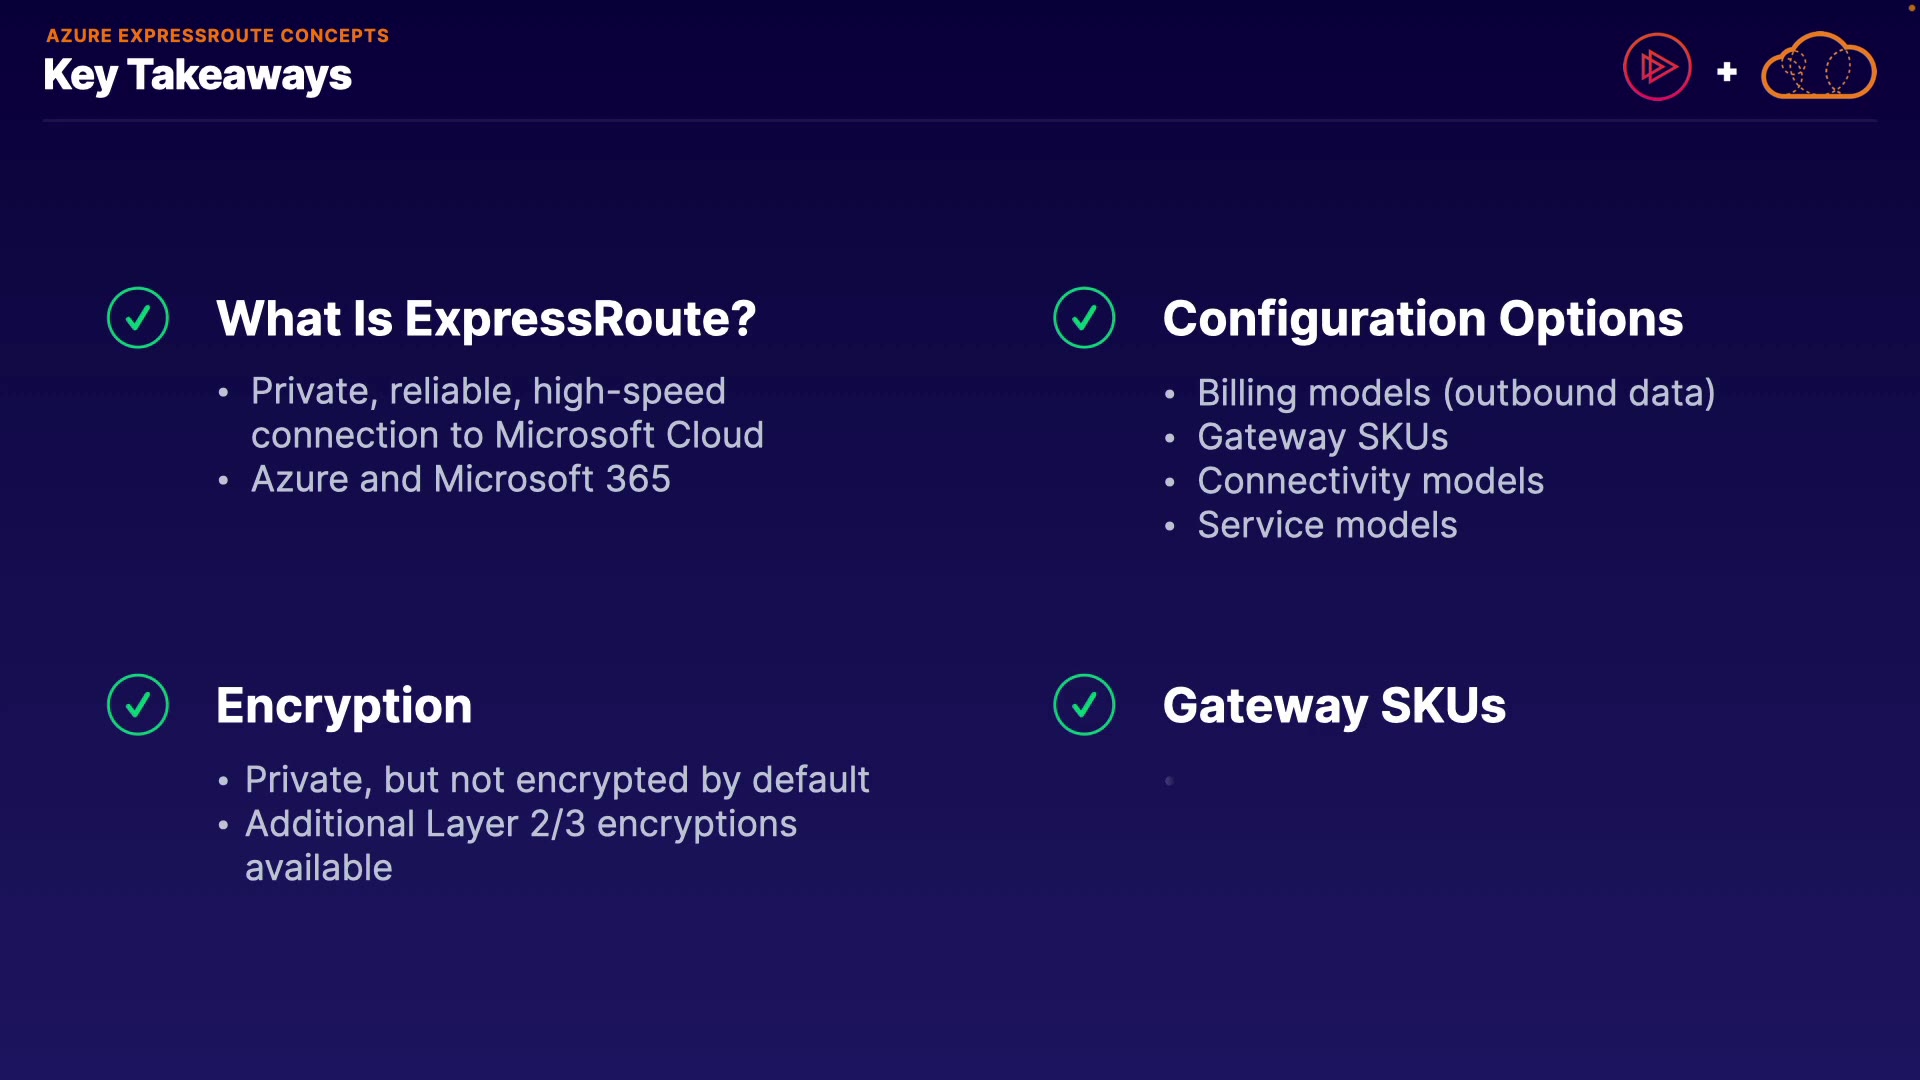 AZURE EXPRESSROUTE CONCEPTS
Key Takeaways
What Is ExpressRoute?
• Private, reliable, high-speed
connection to Microsoft Cloud
• Azure and Microsoft 365
Configuration Options
• Billing models (outbound data)
• Gateway SKUs
• Connectivity models
• Service models
Encryption
• Private, but not encrypted by default
• Additional Layer 2/3 encryptions
available
Gateway SKUs